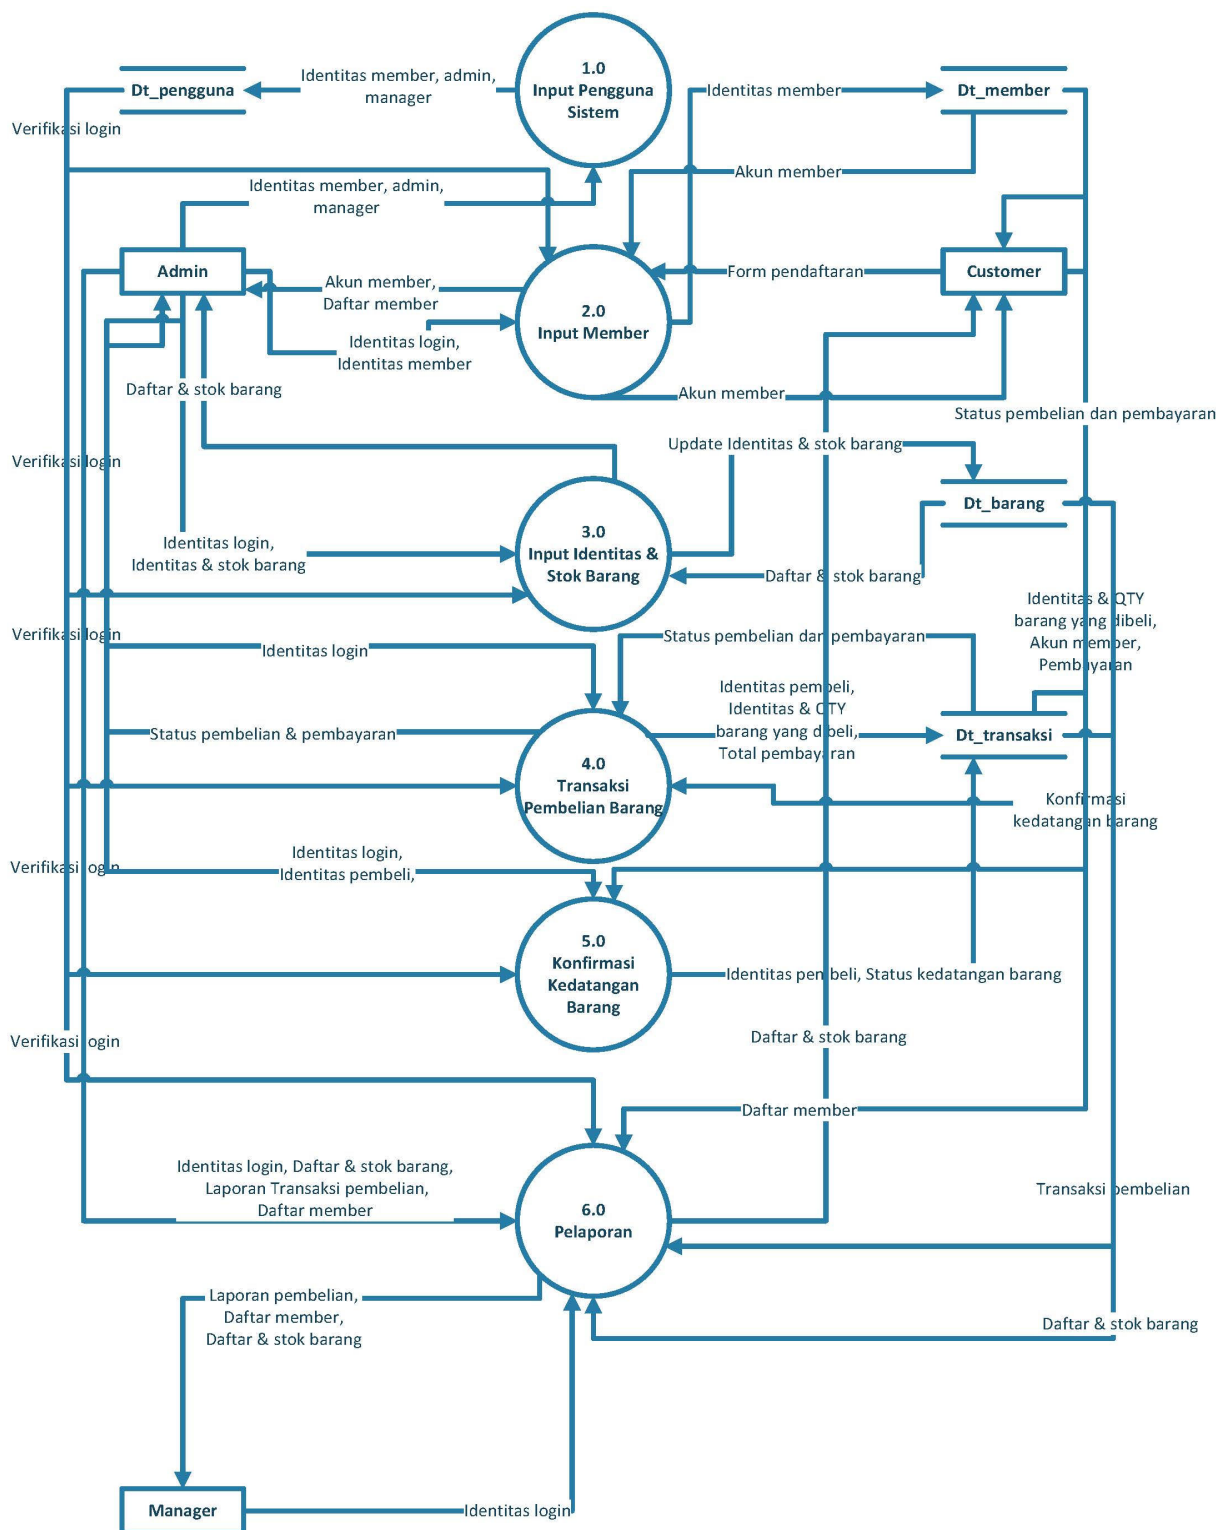 1.0
Input Pengguna
Sistem
Dt_pengguna
Identitas member, admin,
manager
Identitas member
Dt_member
Verifikasi login
Akun member
Identitas member, admin,
manager
Admin
Akun member,
Daftar member
Form pendaftaran
Customer
2.0
Input Member
Identitas login,
Identitas member
Daftar & stok barang
Akun member
Status pembelian dan pembayaran
Update Identitas & stok barang
Verifikasi login
Dt_barang
3.0
Input Identitas &
Stok Barang
Identitas login,
Identitas & stok barang
Daftar & stok barang
Identitas & QTY
barang yang dibeli,
Akun member,
Pembayaran
Verifikasi login
Identitas login
Status pembelian dan pembayaran
Identitas pembeli,
Identitas & QTY
barang yang dibeli,
Total pembayaran
Status pembelian & pembayaran
Dt_transaksi
4.0
Transaksi
Pembelian Barang
Konfirmasi
kedatangan barang
Verifikasi login
Identitas login,
Identitas pembeli,
5.0
Konfirmasi
Kedatangan
Barang
Identitas pembeli, Status kedatangan barang
Verifikasi login
Daftar & stok barang
Daftar member
Identitas login, Daftar & stok barang,
Laporan Transaksi pembelian,
Daftar member
6.0
Pelaporan
Transaksi pembelian
Laporan pembelian,
Daftar member,
Daftar & stok barang
Daftar & stok barang
Manager
Identitas login